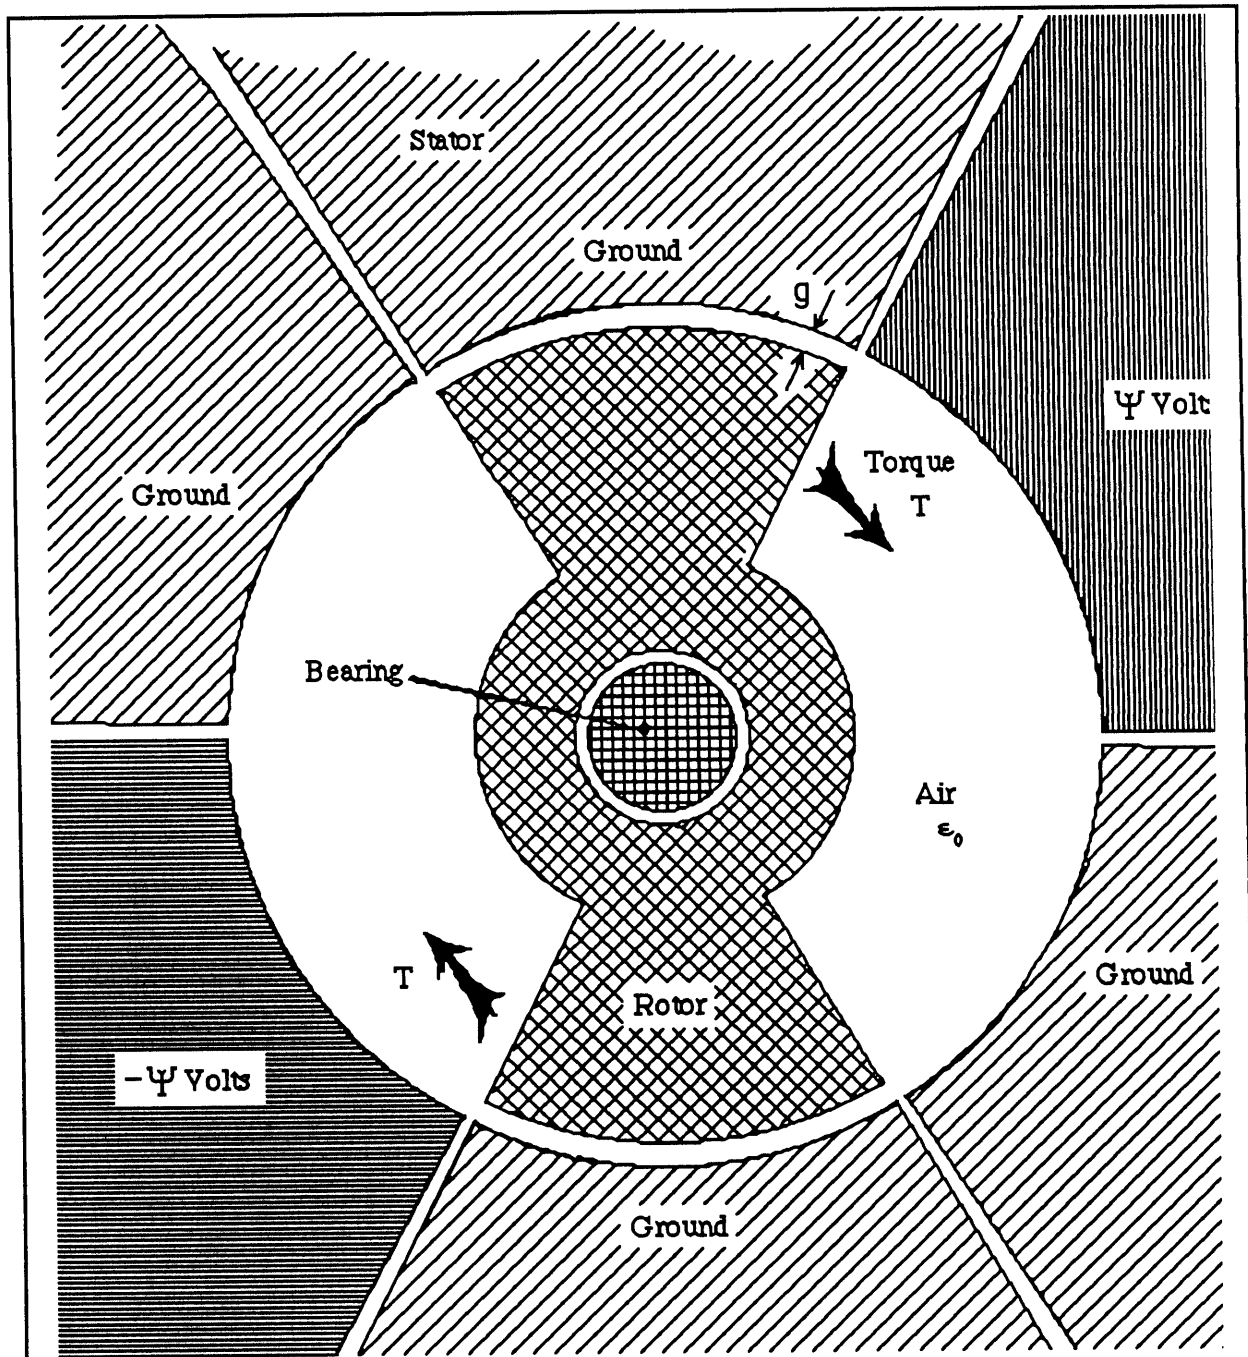 Stator
Ground
g
Ψ Volt
Torque
T
Ground
Bearing
Air
ε₀
T
Ground
Rotor
-Ψ Volts
Ground